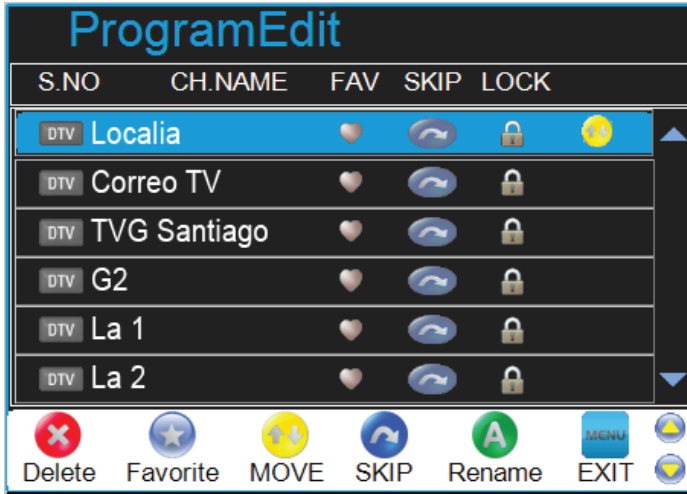 ProgramEdit
S.NO CH.NAME FAV SKIP LOCK
DTV Localia
DTV Correo TV
DTV TVG Santiago
DTV G2
DTV La 1
DTV La 2
A MENU
Delete Favorite MOVE SKIP Rename EXIT